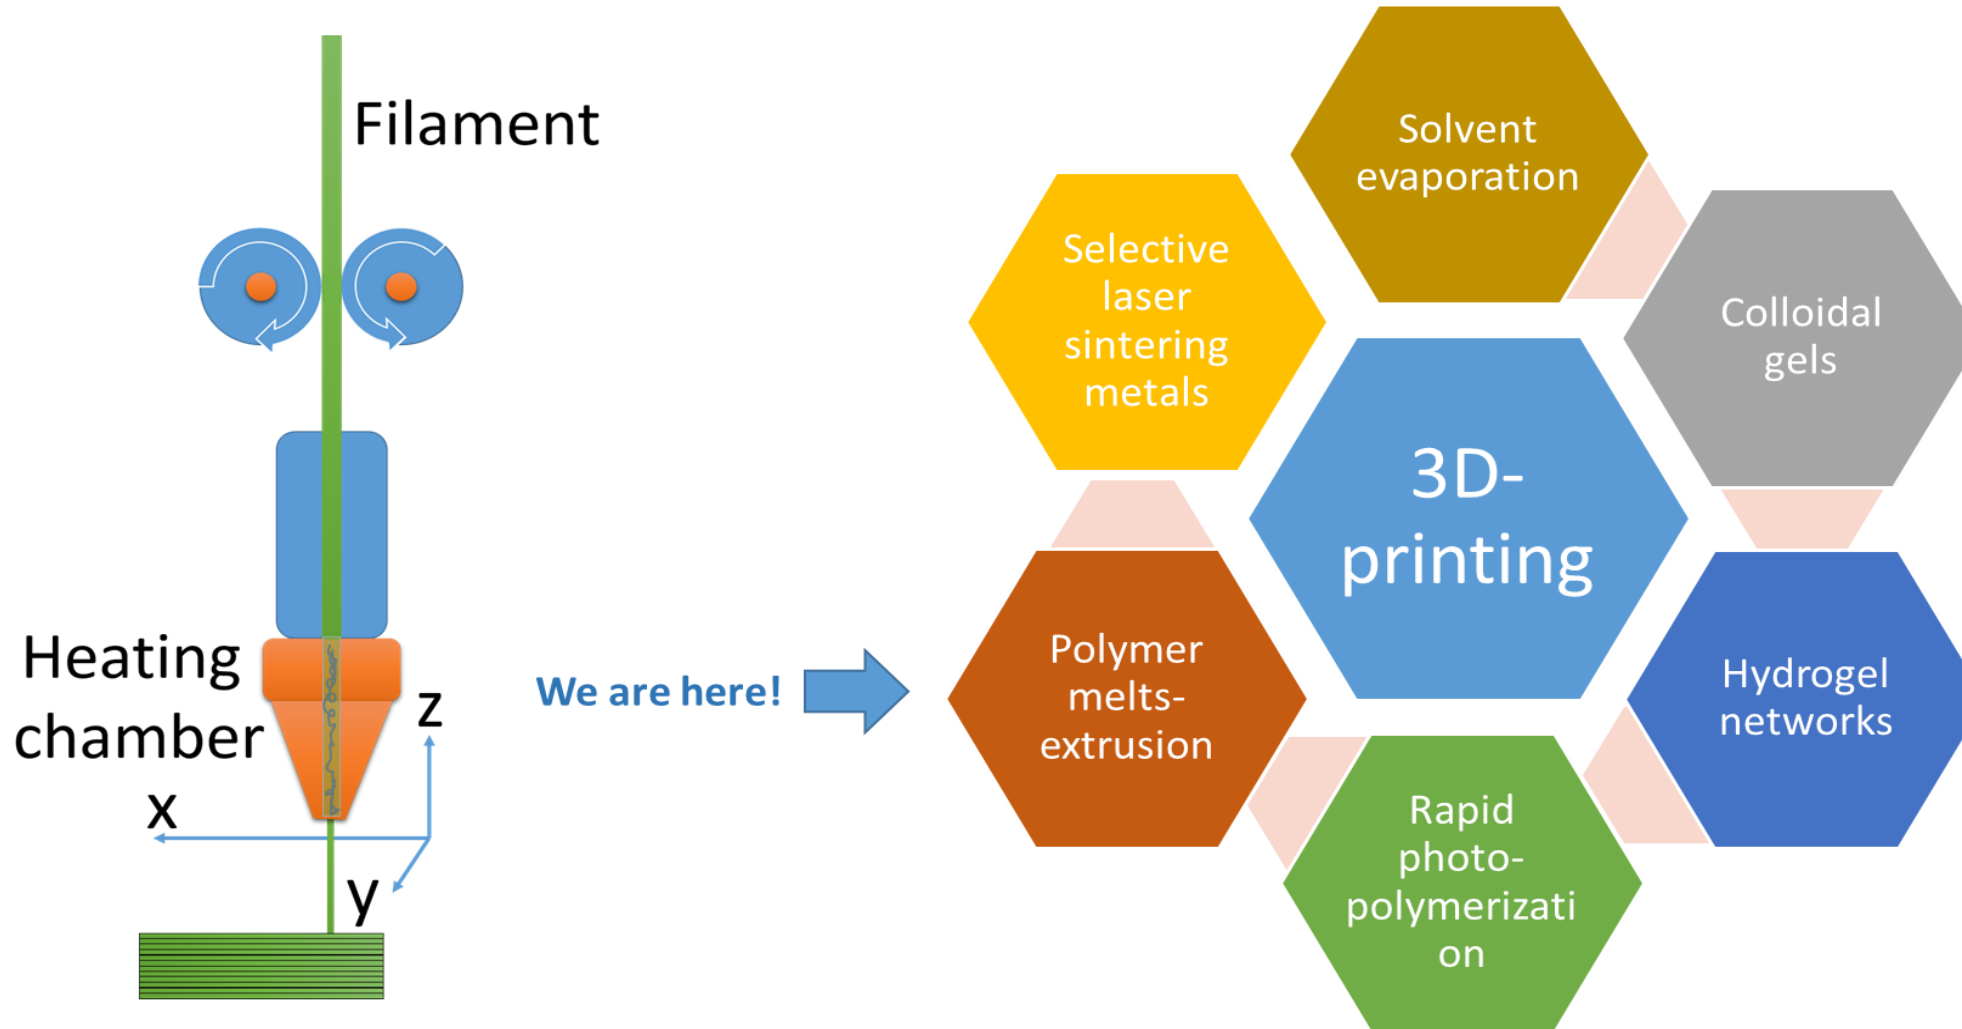 Filament
Heating
chamber
z
x
y
We are here!
Solvent
evaporation
Selective
laser
sintering
metals
Colloidal
gels
3D-
printing
Polymer
melts-
extrusion
Hydrogel
networks
Rapid
photo-
polymerizati
on